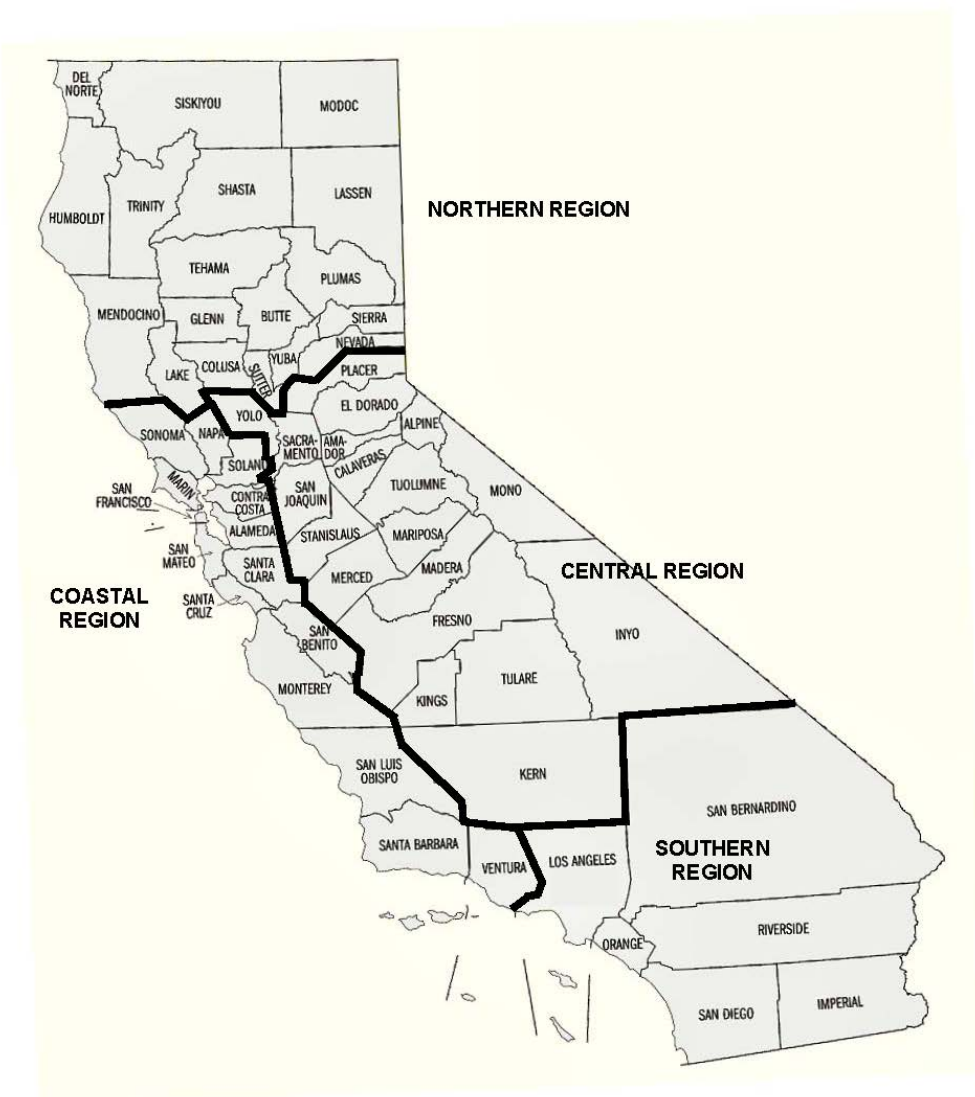 DEL
NORTE
SISKIYOU
MODOC
HUMBOLDT
TRINITY
SHASTA
LASSEN
NORTHERN REGION
TEHAMA
PLUMAS
MENDOCINO
GLENN
BUTTE
SIERRA
LAKE
COLUSA
SUTTER
YUBA
NEVADA
PLACER
SONOMA
NAPA
YOLO
EL DORADO
ALPINE
SACRA-
MENTO
AMA-
DOR
CALAVERAS
SOLANO
MARIN
SAN
FRANCISCO
CONTRA
COSTA
SAN
JOAQUIN
TUOLUMNE
MONO
ALAMEDA
STANISLAUS
MARIPOSA
SAN
MATEO
SANTA
CLARA
MERCED
MADERA
CENTRAL REGION
COASTAL
REGION
SANTA
CRUZ
SAN
BENITO
FRESNO
INYO
MONTEREY
KINGS
TULARE
SAN LUIS
OBISPO
KERN
SAN BERNARDINO
SANTA BARBARA
VENTURA
LOS ANGELES
SOUTHERN
REGION
ORANGE
RIVERSIDE
SAN DIEGO
IMPERIAL